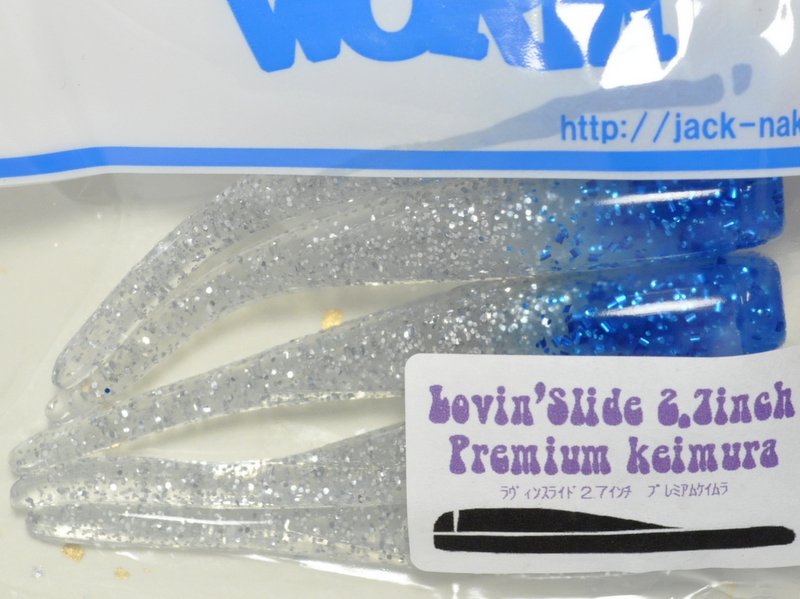 http://jack-nak
Lovin'Slide 2.7inch
Premium keimura
ラヴィンスライド 2.7インチ プレミアムケイムラ